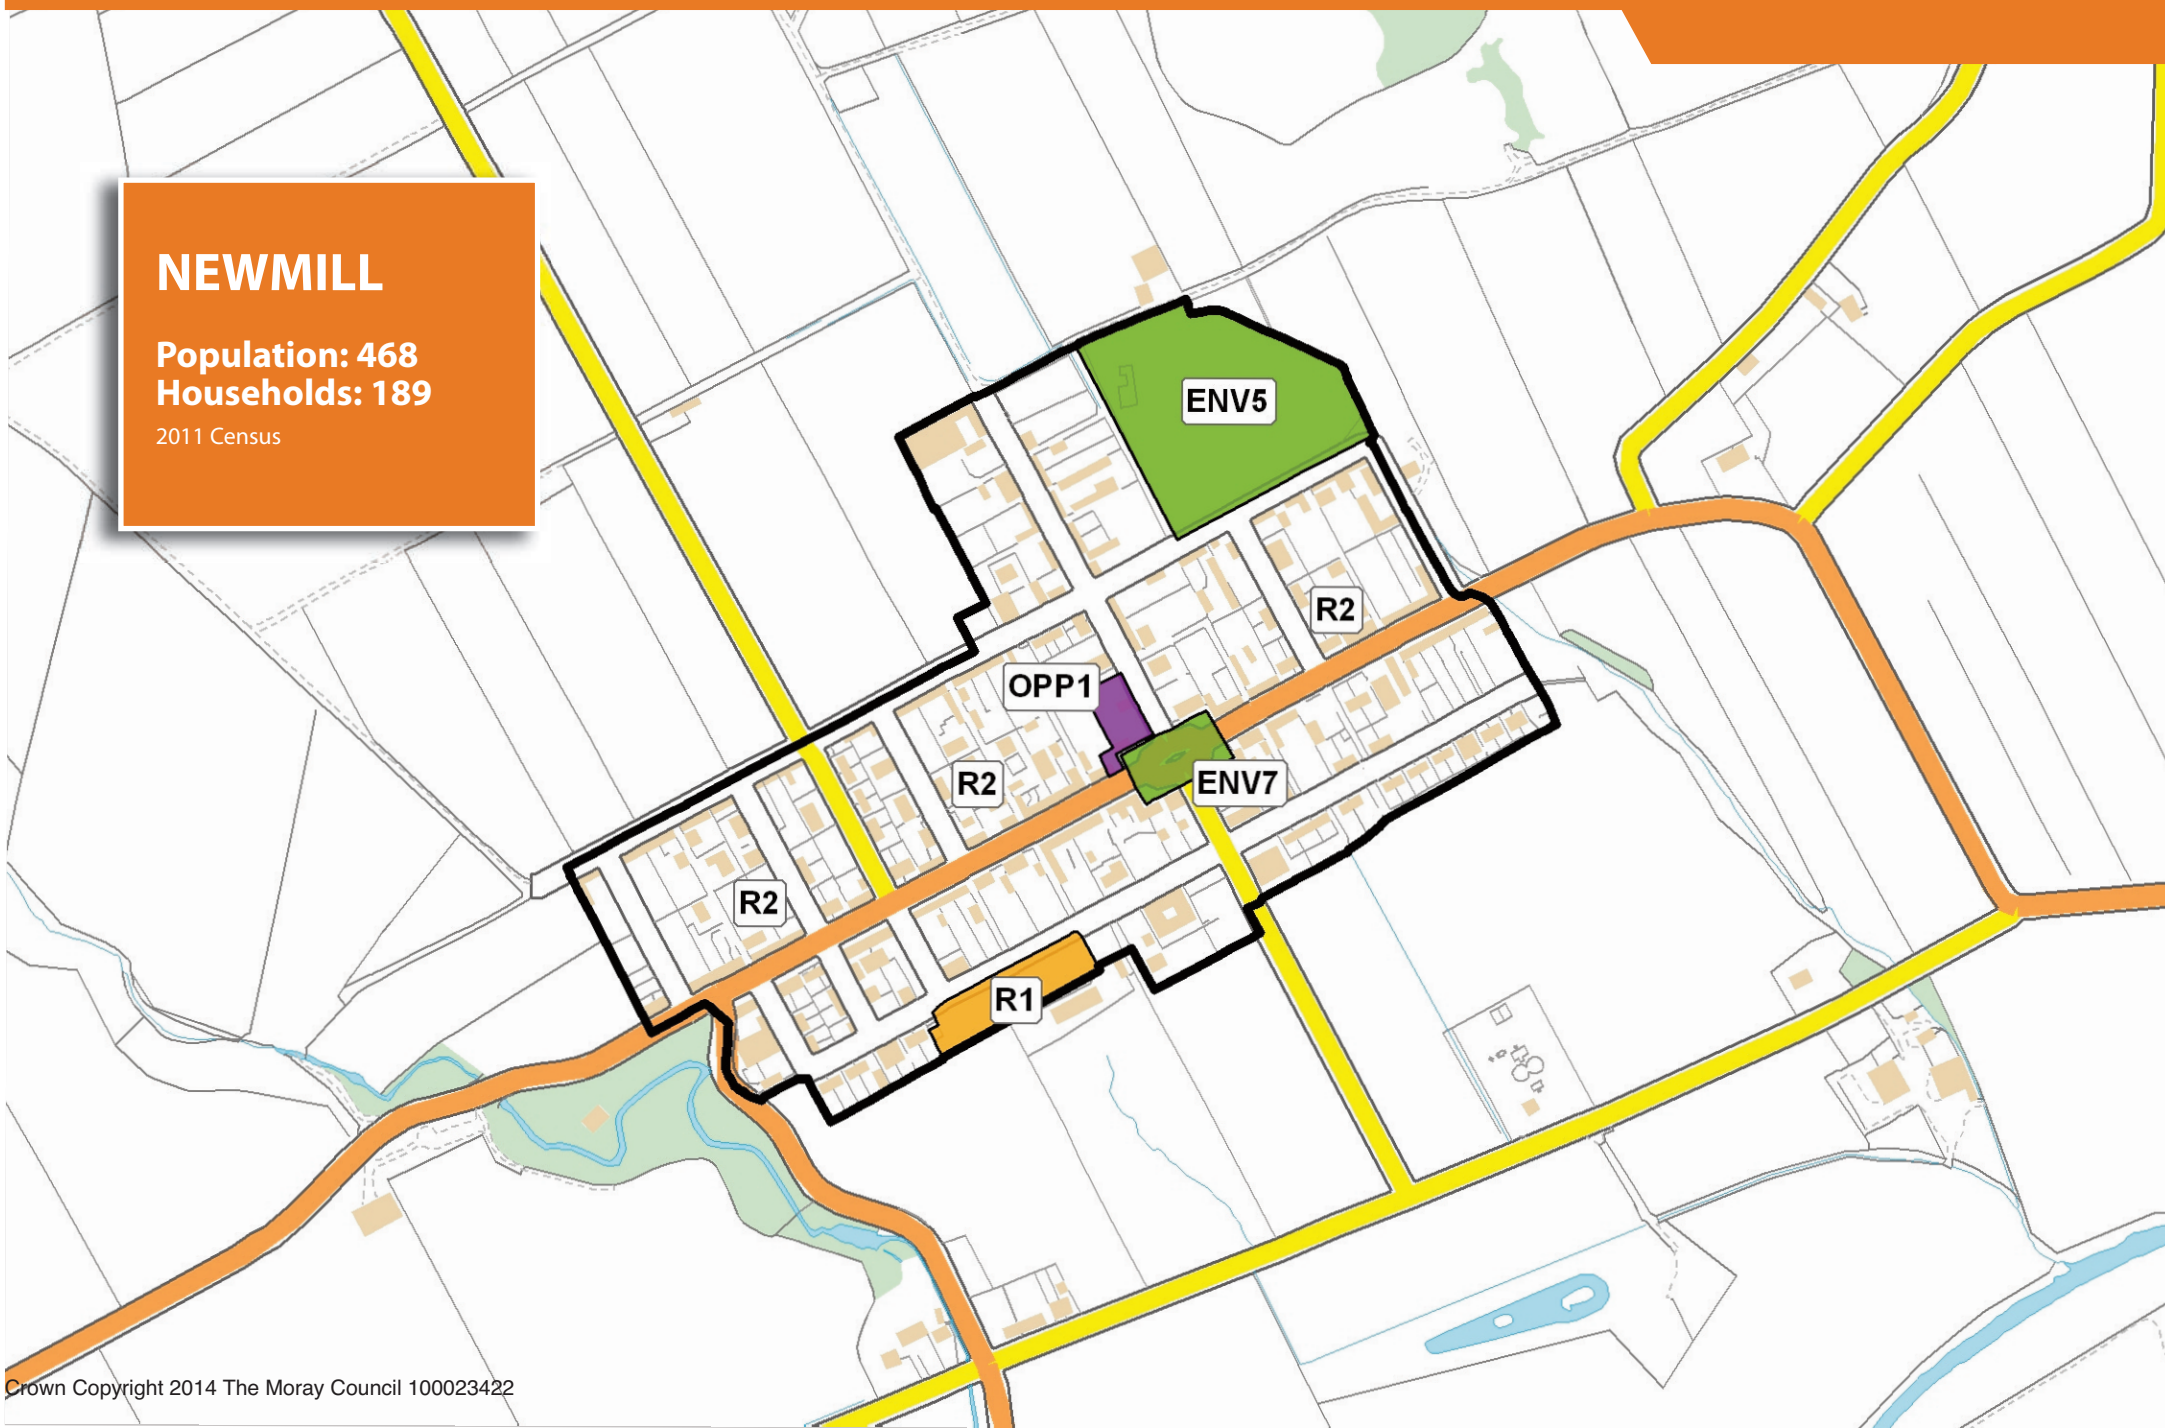 NEWMILL
Population: 468
Households: 189
2011 Census
ENV5
R2
OPP1
R2
ENV7
R2
R1
Crown Copyright 2014 The Moray Council 100023422